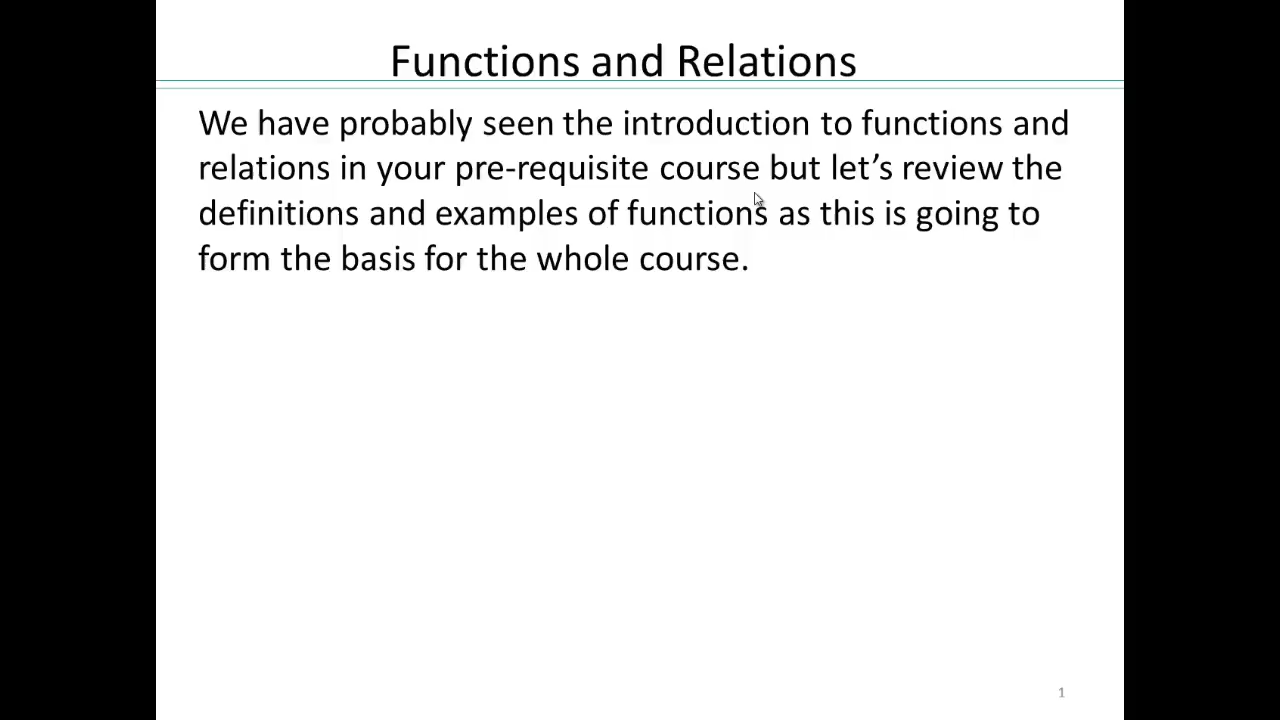 Functions and Relations
We have probably seen the introduction to functions and
relations in your pre-requisite course but let’s review the
definitions and examples of functions as this is going to
form the basis for the whole course.
1